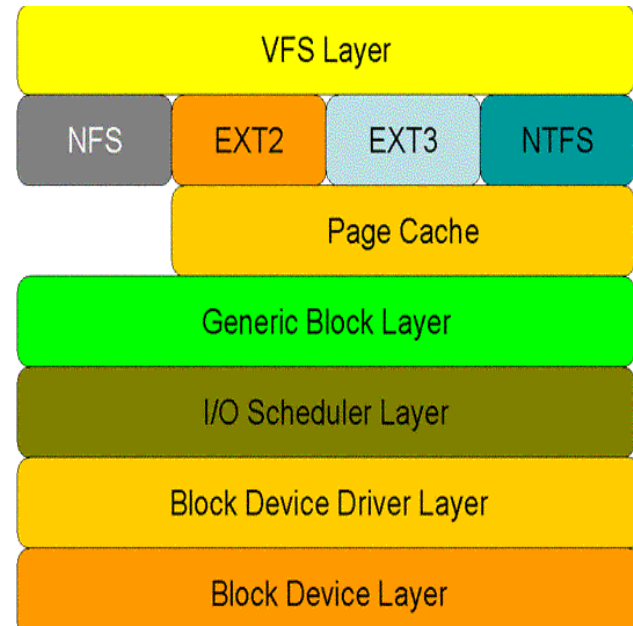 VFS Layer
NFS EXT2 EXT3 NTFS
Page Cache
Generic Block Layer
I/O Scheduler Layer
Block Device Driver Layer
Block Device Layer